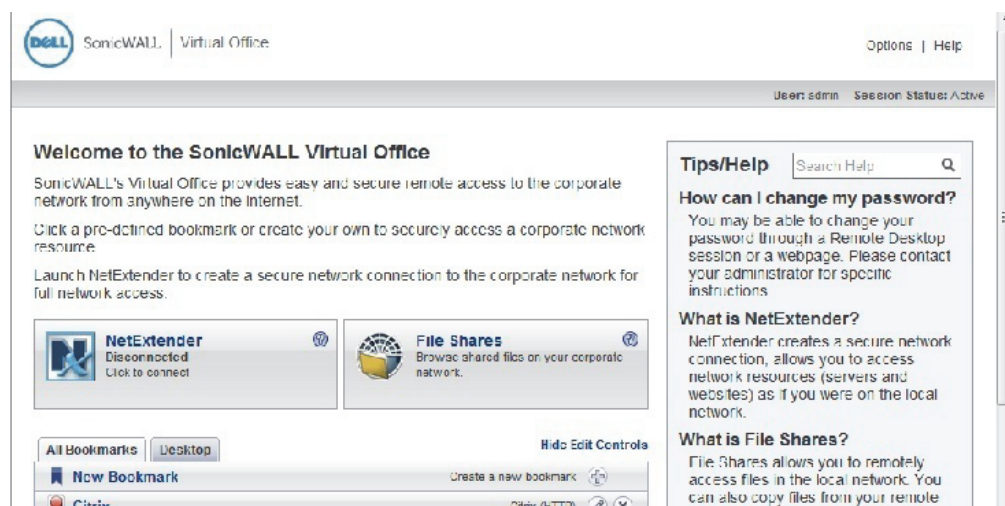 DELL SonicWALL | Virtual Office
Options | Help
User: admin Session Status: Active
Welcome to the SonicWALL Virtual Office
SonicWALL's Virtual Office provides easy and secure remote access to the corporate
network from anywhere on the Internet.
Click a pre-defined bookmark or create your own to securely access a corporate network
resource
Launch NetExtender to create a secure network connection to the corporate network for
full network access.
NetExtender
Disconnected
Click to connect
File Shares
Browse shared files on your corporate
network.
All Bookmarks
Desktop
Hide Edit Controls
New Bookmark
Create a new bookmark
Citrix
Citrix (HTTP)
Tips/Help
Search Help
How can I change my password?
You may be able to change your
password through a Remote Desktop
session or a webpage. Please contact
your administrator for specific
instructions
What is NetExtender?
NetExtender creates a secure network
connection, allows you to access
network resources (servers and
websites) as if you were on the local
network.
What is File Shares?
File Shares allows you to remotely
access files in the local network. You
can also copy files from your remote